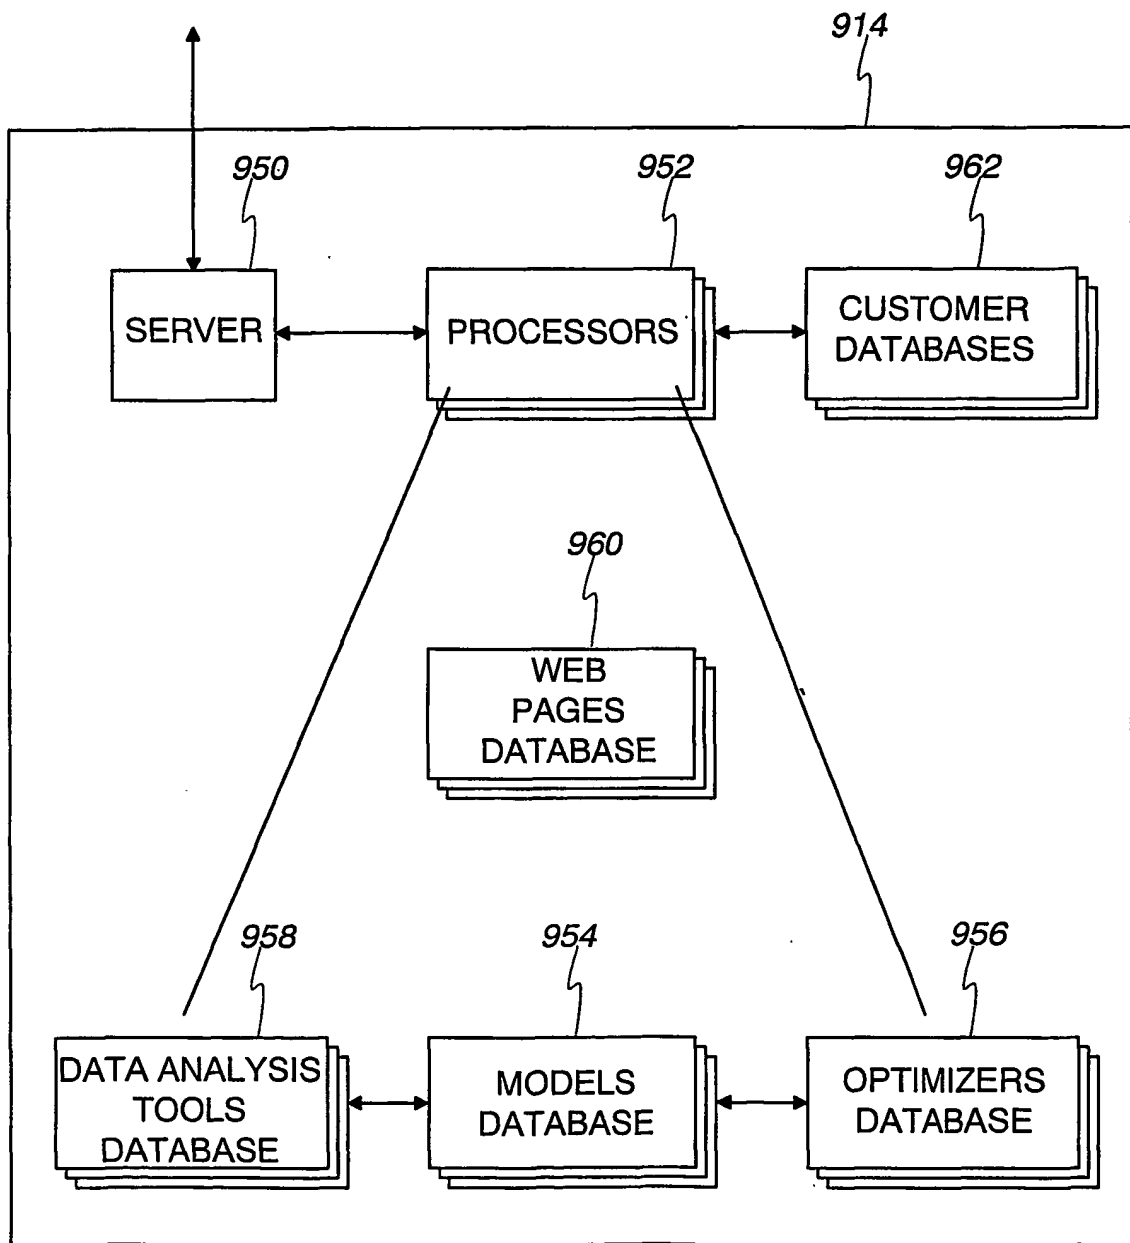 914
950
952
962
SERVER
PROCESSORS
CUSTOMER
DATABASES
960
WEB
PAGES
DATABASE
958
954
956
DATA ANALYSIS
TOOLS
DATABASE
MODELS
DATABASE
OPTIMIZERS
DATABASE